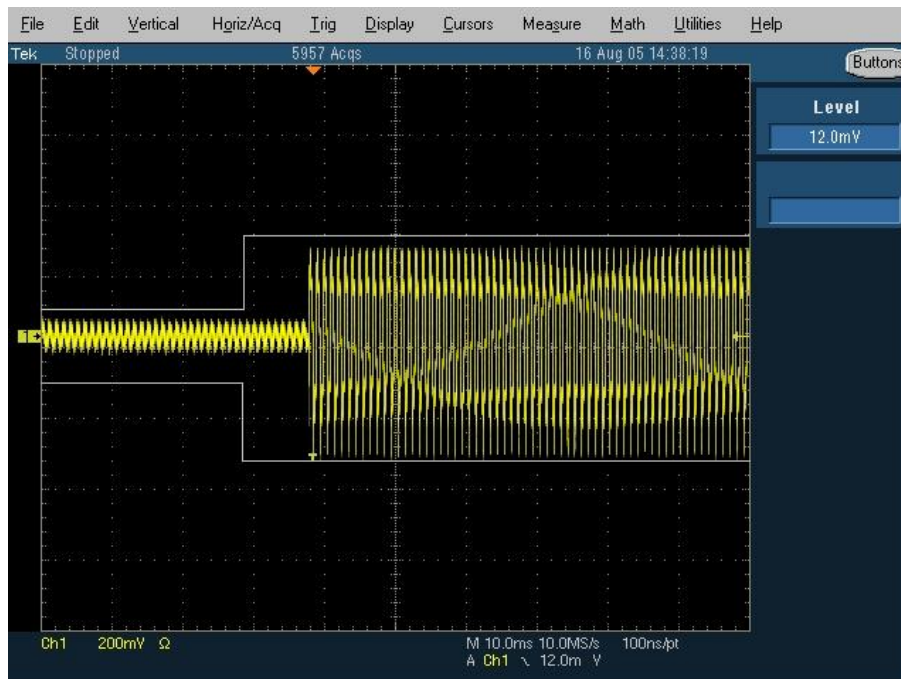 File Edit Vertical Horiz/Acq Trig Display Cursors Measure Math Utilities Help
Tek Stopped 5957 Acqs 16 Aug 05 14:38:19
Buttons
Level
12.0mV
1
T
Ch1 200mV Ω M 10.0ms 10.0MS/s 100ns/pt
A Ch1 \ 12.0m V